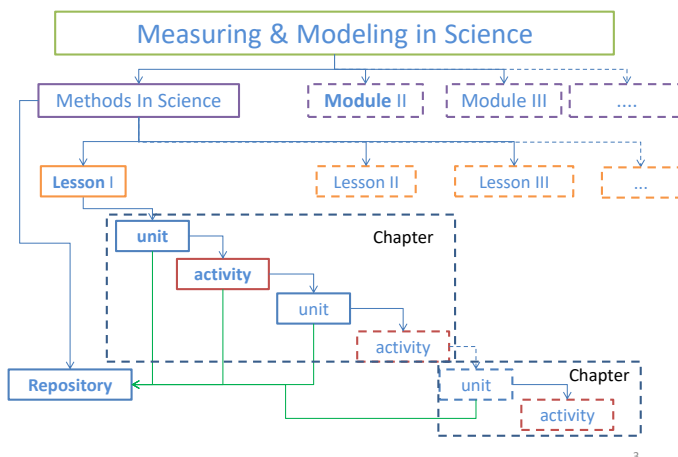 Measuring & Modeling in Science
Methods In Science
Module II
Module III
....
Lesson I
Lesson II
Lesson III
...
unit
Chapter
activity
unit
activity
Repository
unit
Chapter
activity
3